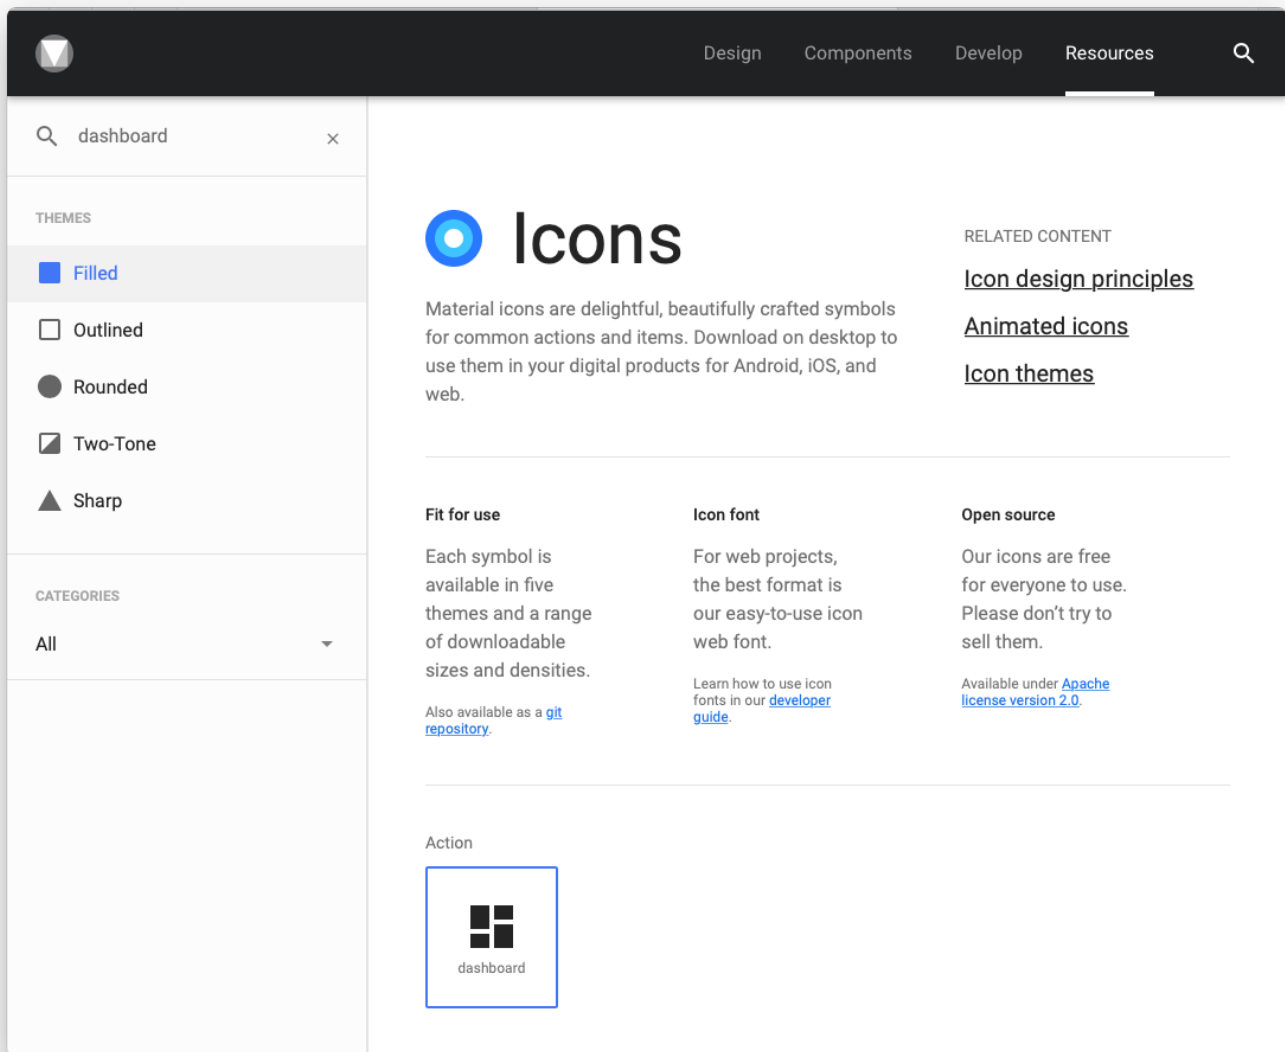 Design
Components
Develop
Resources
dashboard
THEMES
Filled
Outlined
Rounded
Two-Tone
Sharp
CATEGORIES
All
Icons
Material icons are delightful, beautifully crafted symbols
for common actions and items. Download on desktop to
use them in your digital products for Android, iOS, and
web.
RELATED CONTENT
Icon design principles
Animated icons
Icon themes
Fit for use
Each symbol is
available in five
themes and a range
of downloadable
sizes and densities.
Also available as a git
repository.
Icon font
For web projects,
the best format is
our easy-to-use icon
web font.
Learn how to use icon
fonts in our developer
guide.
Open source
Our icons are free
for everyone to use.
Please don’t try to
sell them.
Available under Apache
license version 2.0.
Action
dashboard